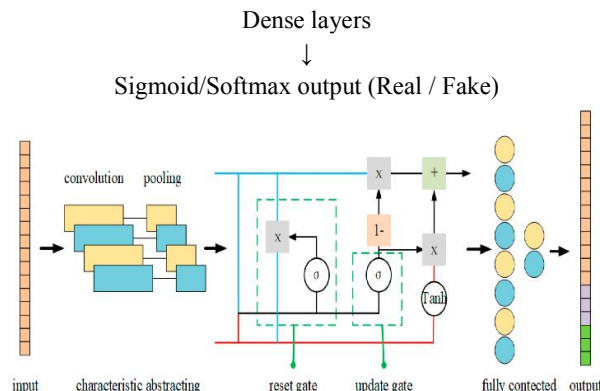 Dense layers
↓
Sigmoid/Softmax output (Real / Fake)
convolution pooling
x +
1-
x x
σ σ
Tanh
input characteristic abstracting reset gate update gate fully contected output